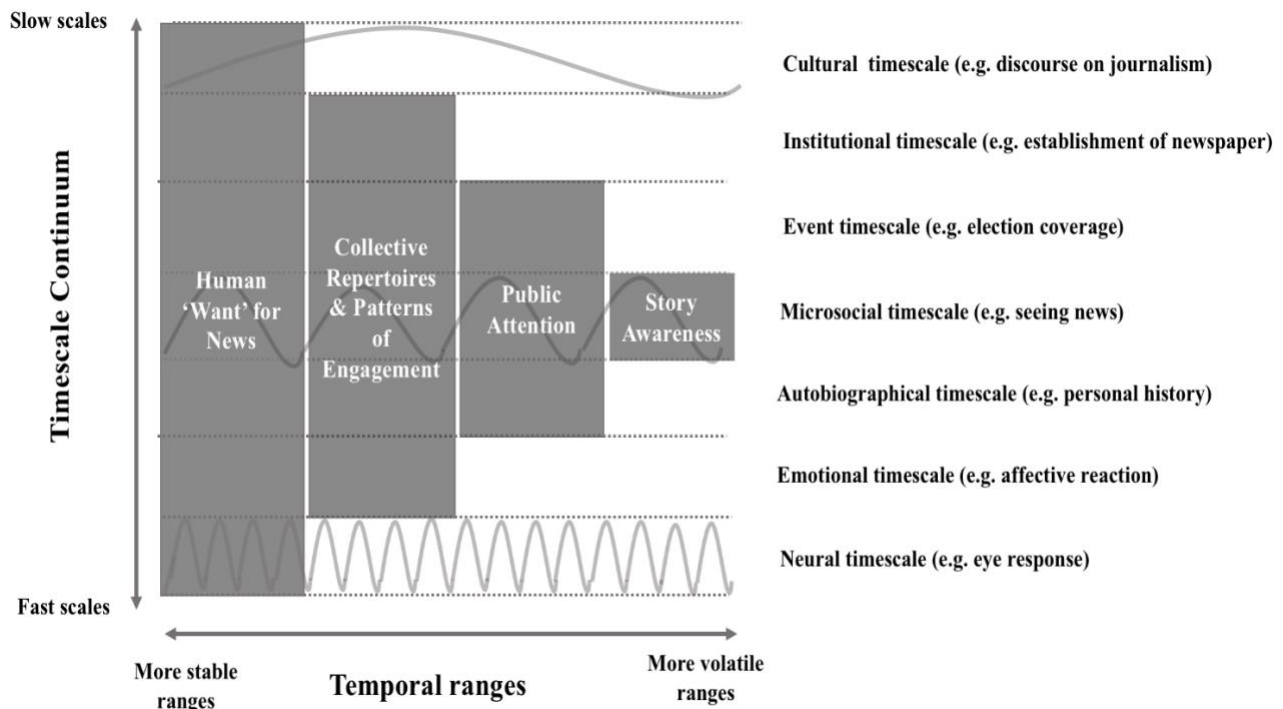 Slow scales
Timescale Continuum
Fast scales
Human
‘Want’ for
News
Collective
Repertoires
& Patterns
of
Engagement
Public
Attention
Story
Awareness
Cultural timescale (e.g. discourse on journalism)
Institutional timescale (e.g. establishment of newspaper)
Event timescale (e.g. election coverage)
Microsocial timescale (e.g. seeing news)
Autobiographical timescale (e.g. personal history)
Emotional timescale (e.g. affective reaction)
Neural timescale (e.g. eye response)
More stable
ranges
Temporal ranges
More volatile
ranges